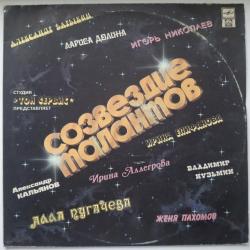 АЛЕКСАНДР БАРЫКИН
ЛАРИСА ДОЛИНА
ИГОРЬ НИКОЛАЕВ
СТУДИЯ
"ТОН СЕРВИС"
ПРЕДСТАВЛЯЕТ
СОЗВЕЗДИЕ
ТАЛАНТОВ
ИРИНА ЕПИФАНОВА
Ирина Аллегрова
Александр
КАЛЬЯНОВ
ВЛАДИМИР
КУЗЬМИН
АЛЛА ПУГАЧЕВА
ЖЕНЯ ПАХОМОВ